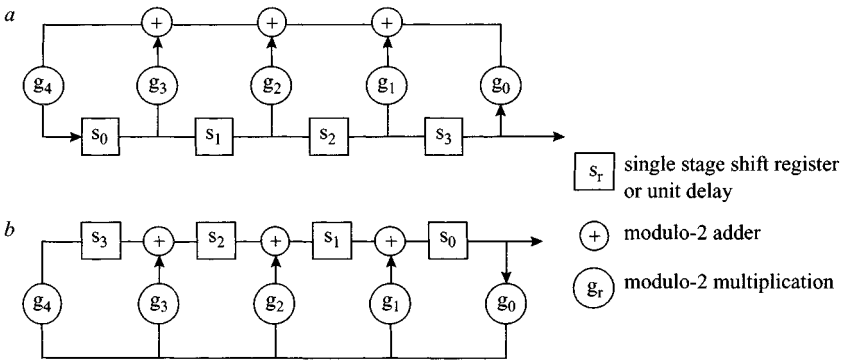 a
+ + +
g4 g3 g2 g1 g0
s0 s1 s2 s3
sr single stage shift register
or unit delay
b
s3 + s2 + s1 + s0
+ modulo-2 adder
g4 g3 g2 g1 g0
gr modulo-2 multiplication